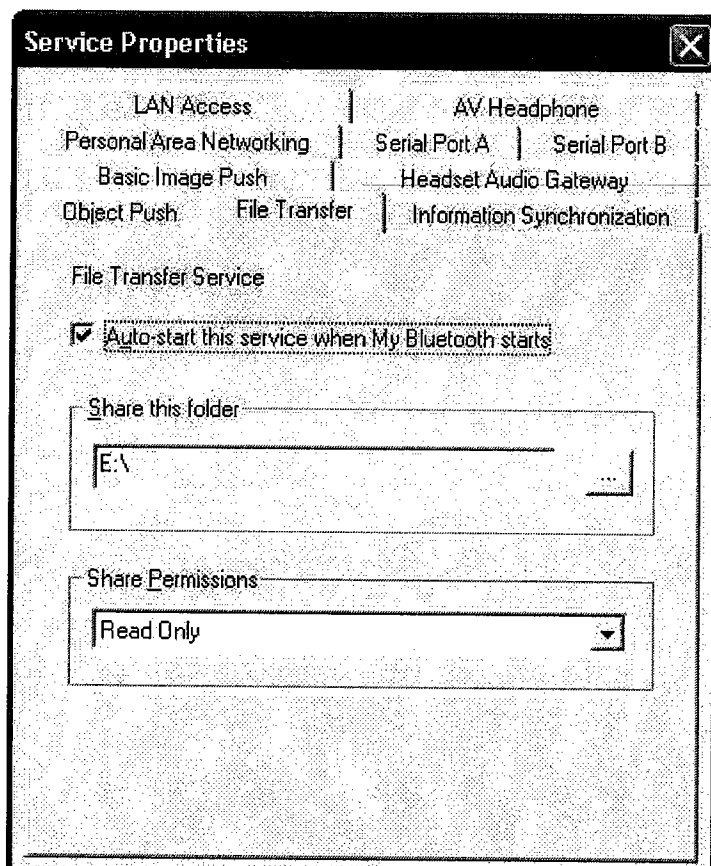 Service Properties
LAN Access AV Headphone
Personal Area Networking Serial Port A Serial Port B
Basic Image Push Headset Audio Gateway
Object Push File Transfer Information Synchronization
File Transfer Service
Auto-start this service when My Bluetooth starts
Share this folder
E:\
...
Share Permissions
Read Only